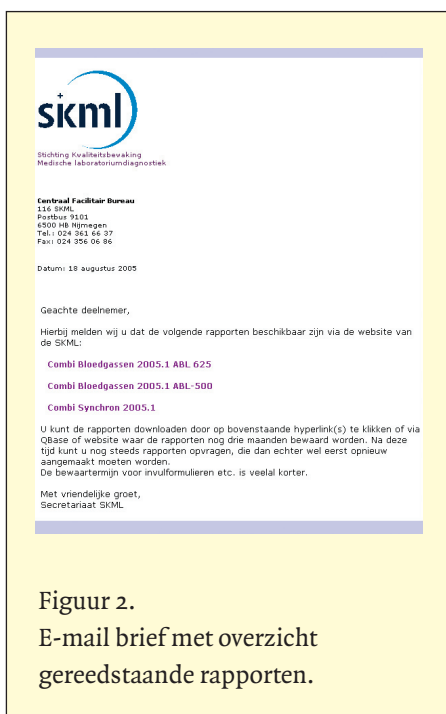 skml
Stichting Kwaliteitsbewaking
Medische laboratoriumdiagnostiek
Centraal Facilitair Bureau
116 SKML
Postbus 9101
6500 HB Nijmegen
Tel.: 024 361 66 37
Fax: 024 356 06 86
Datum: 18 augustus 2005
Geachte deelnemer,
Hierbij melden wij u dat de volgende rapporten beschikbaar zijn via de website van
de SKML:
Combi Bloedgassen 2005.1 ABL 625
Combi Bloedgassen 2005.1 ABL-500
Combi Synchron 2005.1
U kunt de rapporten downloaden door op bovenstaande hyperlink(s) te klikken of via
QBase of website waar de rapporten nog drie maanden bewaard worden. Na deze
tijd kunt u nog steeds rapporten opvragen, die dan echter wel eerst opnieuw
aangemaakt moeten worden.
De bewaartermijn voor invulformulieren etc. is veelal korter.
Met vriendelijke groet,
Secretariaat SKML
Figuur 2.
E-mail brief met overzicht
gereedstaande rapporten.